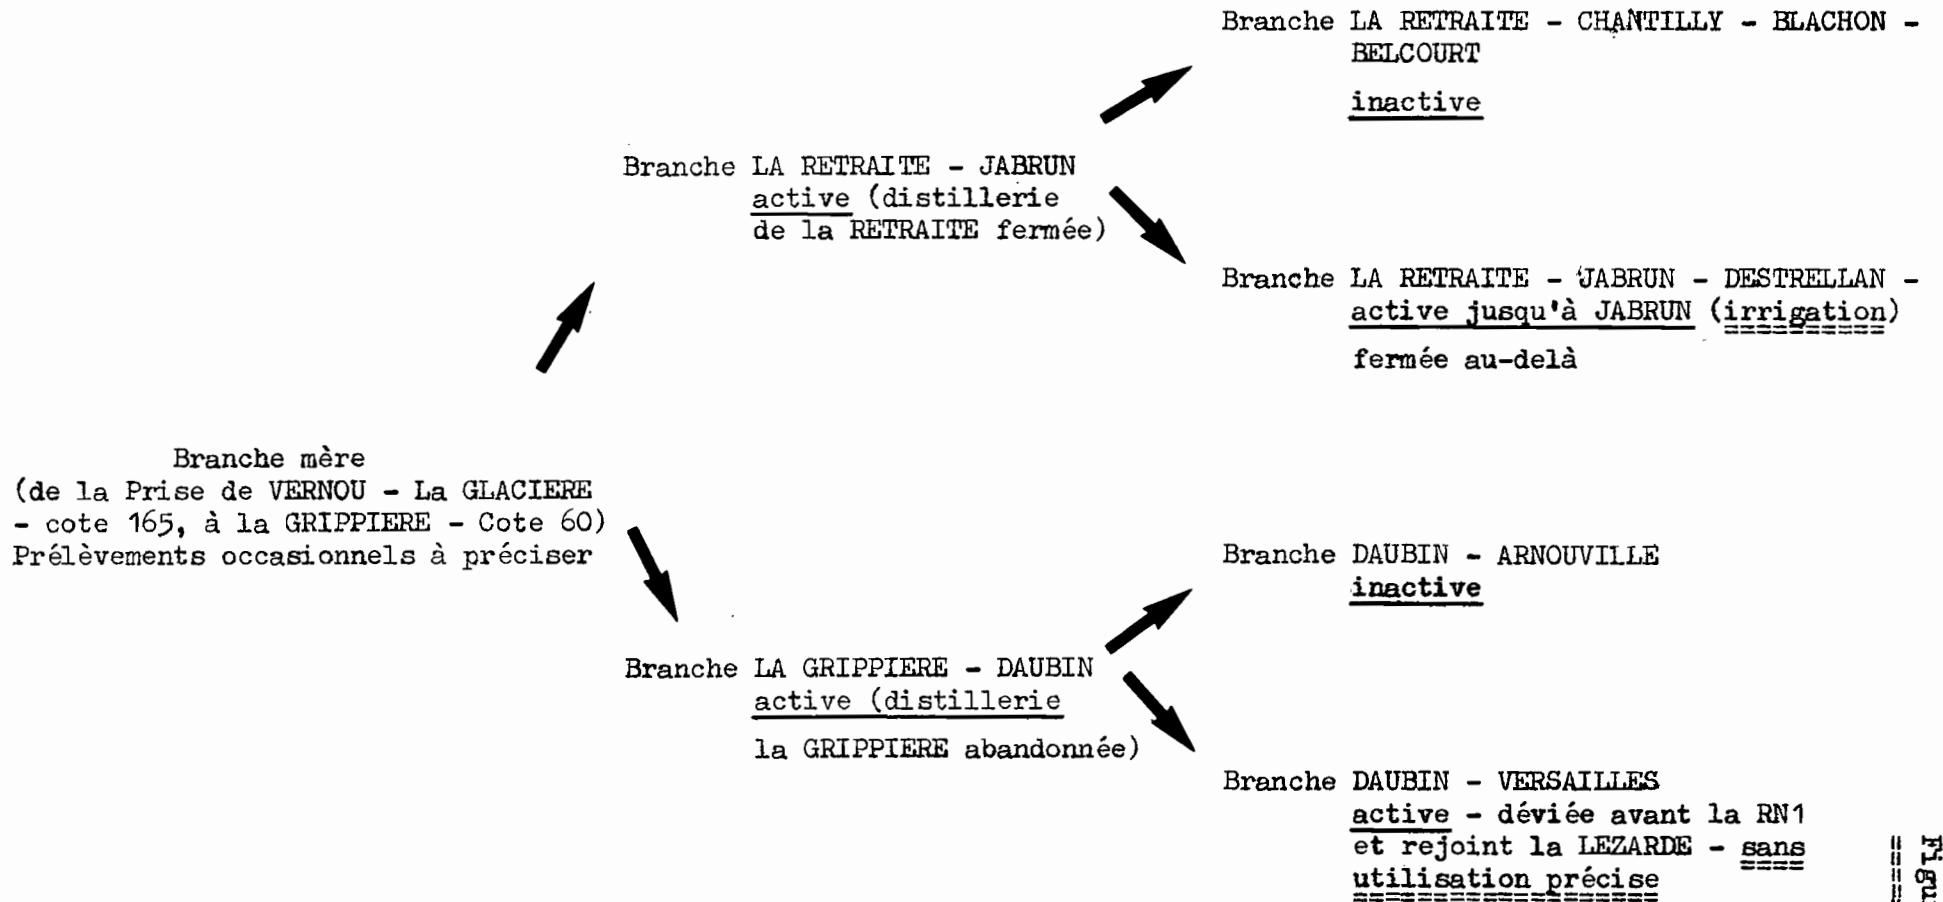 Branche LA RETRAITE - CHANTILLY - BLACHON -
BELCOURT
inactive
Branche LA RETRAITE - JABRUN
active (distillerie
de la RETRAITE fermée)
Branche LA RETRAITE - JABRUN - DESTRELLAN -
active jusqu'à JABRUN (irrigation)
fermée au-delà
Branche mère
(de la Prise de VERNOU - La GLACIERE
- cote 165, à la GRIPPIERE - Cote 60)
Prélèvements occasionnels à préciser
Branche DAUBIN - ARNOUVILLE
inactive
Branche LA GRIPPIERE - DAUBIN
active (distillerie
la GRIPPIERE abandonnée)
Branche DAUBIN - VERSAILLES
active - déviée avant la RN1
et rejoint la LEZARDE - sans
utilisation précise